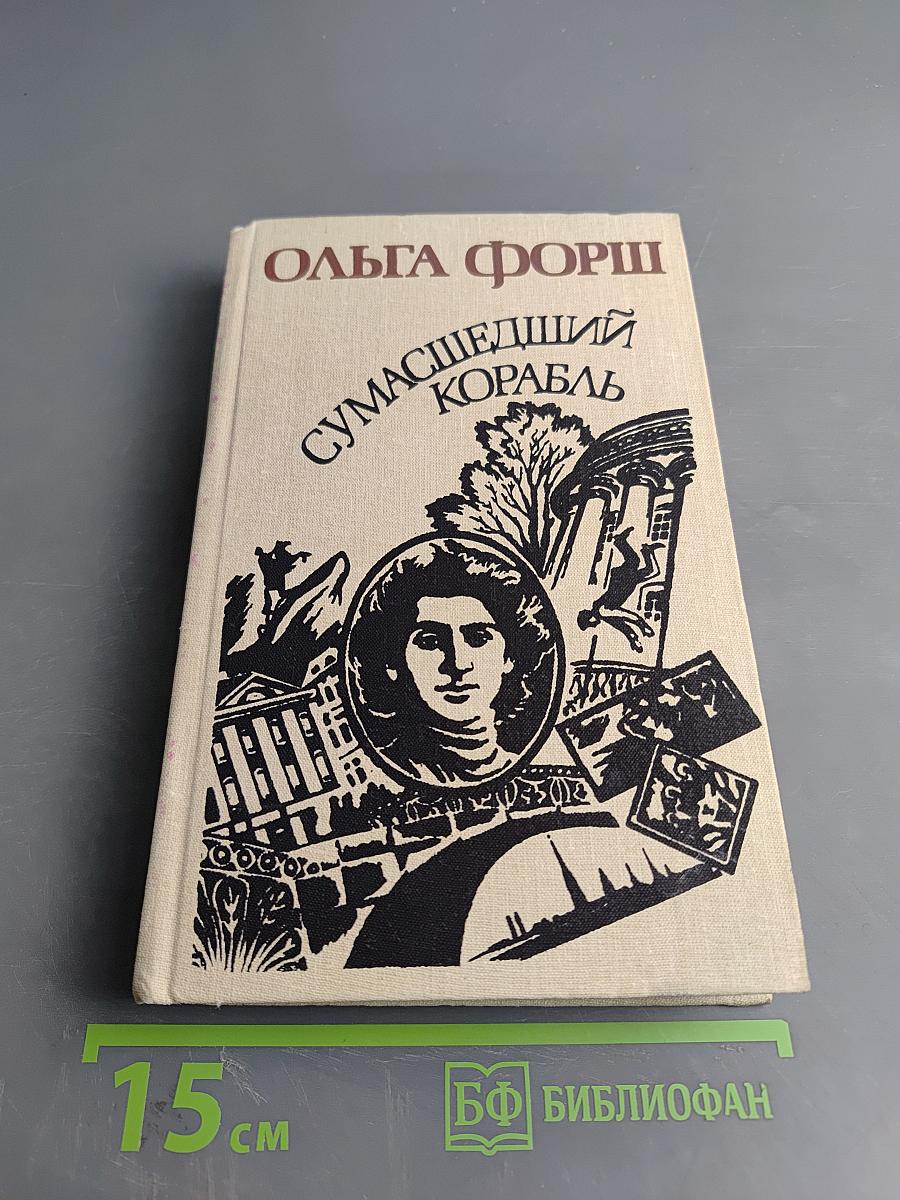 ОЛЬГА ФОРШ
СУМАСШЕДШИЙ
КОРАБЛЬ
15 см
БФ БИБЛИОФАН